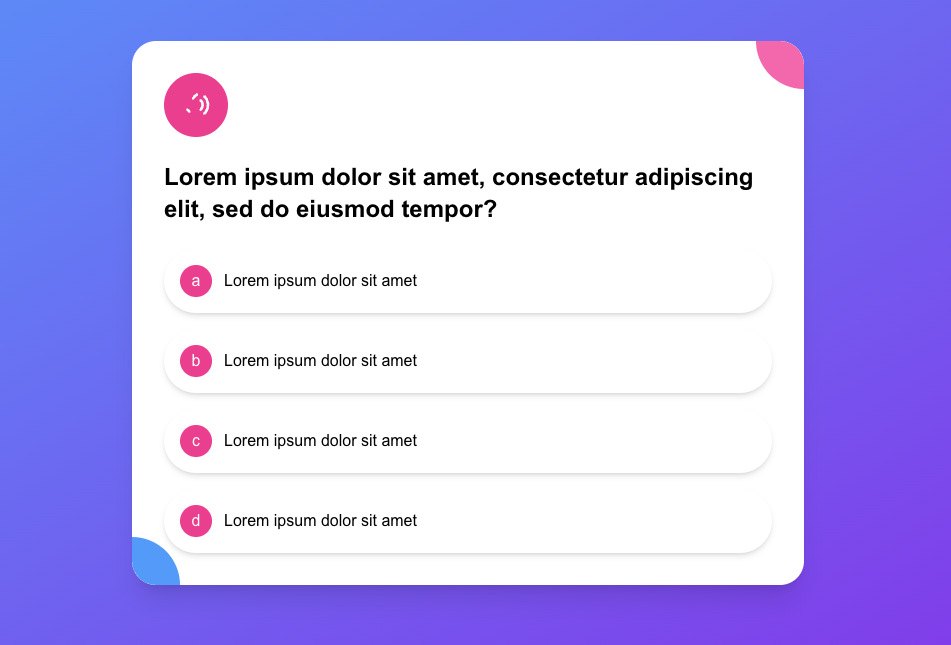 Lorem ipsum dolor sit amet, consectetur adipiscing
elit, sed do eiusmod tempor?
a Lorem ipsum dolor sit amet
b Lorem ipsum dolor sit amet
c Lorem ipsum dolor sit amet
d Lorem ipsum dolor sit amet